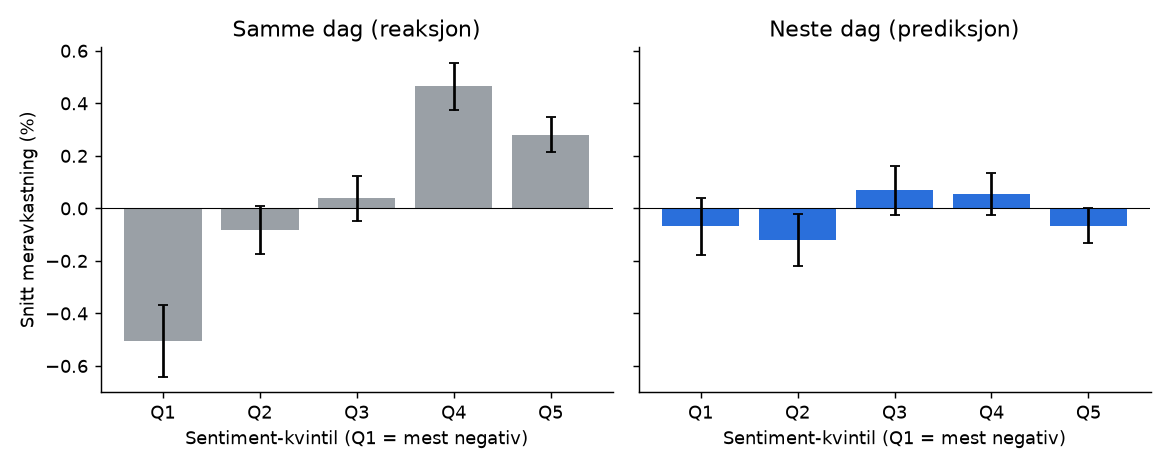 Samme dag (reaksjon)
Neste dag (prediksjon)
Snitt meravkastning (%)
0.6
0.4
0.2
0.0
−0.2
−0.4
−0.6
Q1 Q2 Q3 Q4 Q5
Sentiment-kvintil (Q1 = mest negativ)
Q1 Q2 Q3 Q4 Q5
Sentiment-kvintil (Q1 = mest negativ)